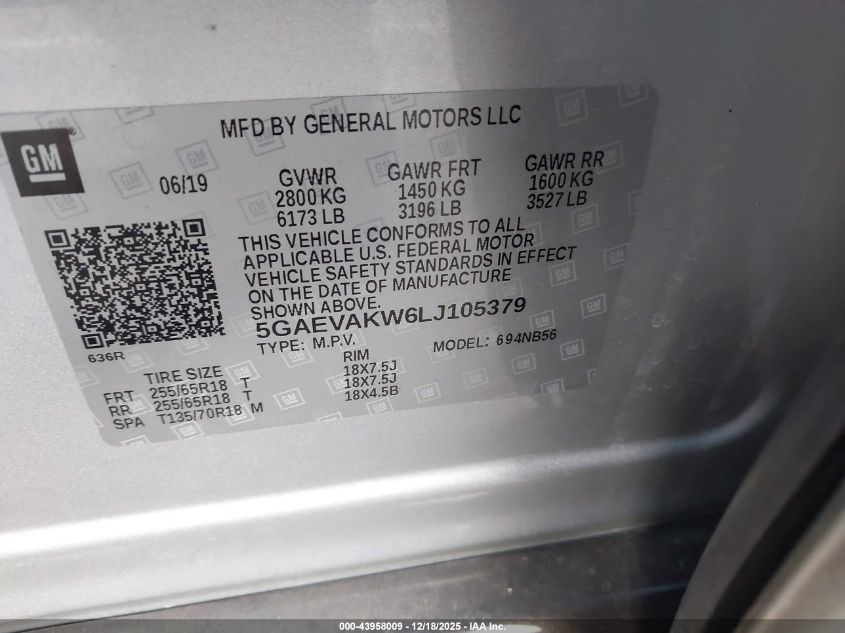 MFD BY GENERAL MOTORS LLC
GM
06/19
GVWR
2800 KG
6173 LB
GAWR FRT
1450 KG
3196 LB
GAWR RR
1600 KG
3527 LB
THIS VEHICLE CONFORMS TO ALL
APPLICABLE U.S. FEDERAL MOTOR
VEHICLE SAFETY STANDARDS IN EFFECT
ON THE DATE OF MANUFACTURE
SHOWN ABOVE.
5GAEVAKW6LJ105379
TYPE: M.P.V. MODEL: 694NB56
636R
TIRE SIZE RIM
FRT 255/65R18 T 18X7.5J
RR 255/65R18 T 18X7.5J
SPA T135/70R18 M 18X4.5B
000-43958009 — 12/18/2025 — IAA Inc.